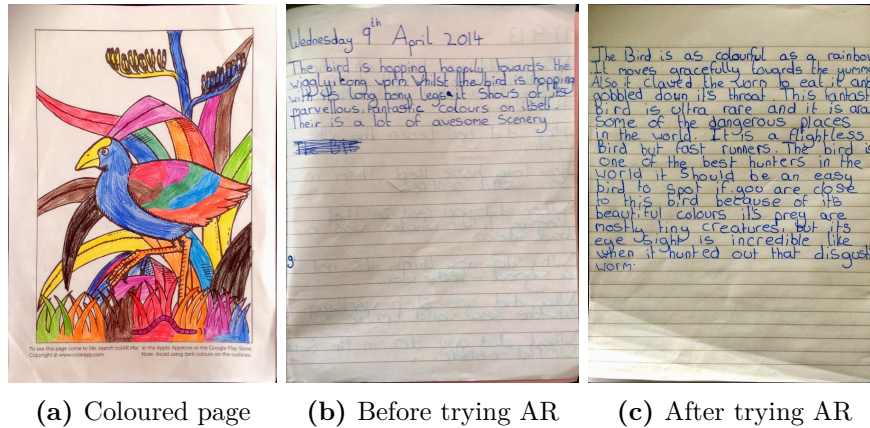 To see this page come to life, search colAR Mix in the Apple Appstore or the Google Play Store.
Copyright @ www.colarapp.com Note: Avoid using dark colours on the outlines.
(a) Coloured page
Wednesday 9th April 2014
The bird is hopping happily towards the
wiggly, long worm. Whilst the bird is hopping
with its long bony legs it Shows of its
marvellous, fantastic colours on itself.
Their is a lot of awesome Scenery
g
(b) Before trying AR
The Bird is as colourful as a rainbow
It moves gracefully towards the yumm
Also it clawed the worn to eat it and
gobbled down it's throat. This fantast
Bird is ultra rare and it is arou
Some of the dangerous places
in the world. It is a flightless
Bird but fast runners. The bird is
one of the best hunters in the
world it should be an easy
bird to spot if you are close
to this bird because of its
beautiful colours it's prey are
mostly tiny creatures, but its
eye sight is incredible like
when it hunted out that disgusti
worm.
(c) After trying AR